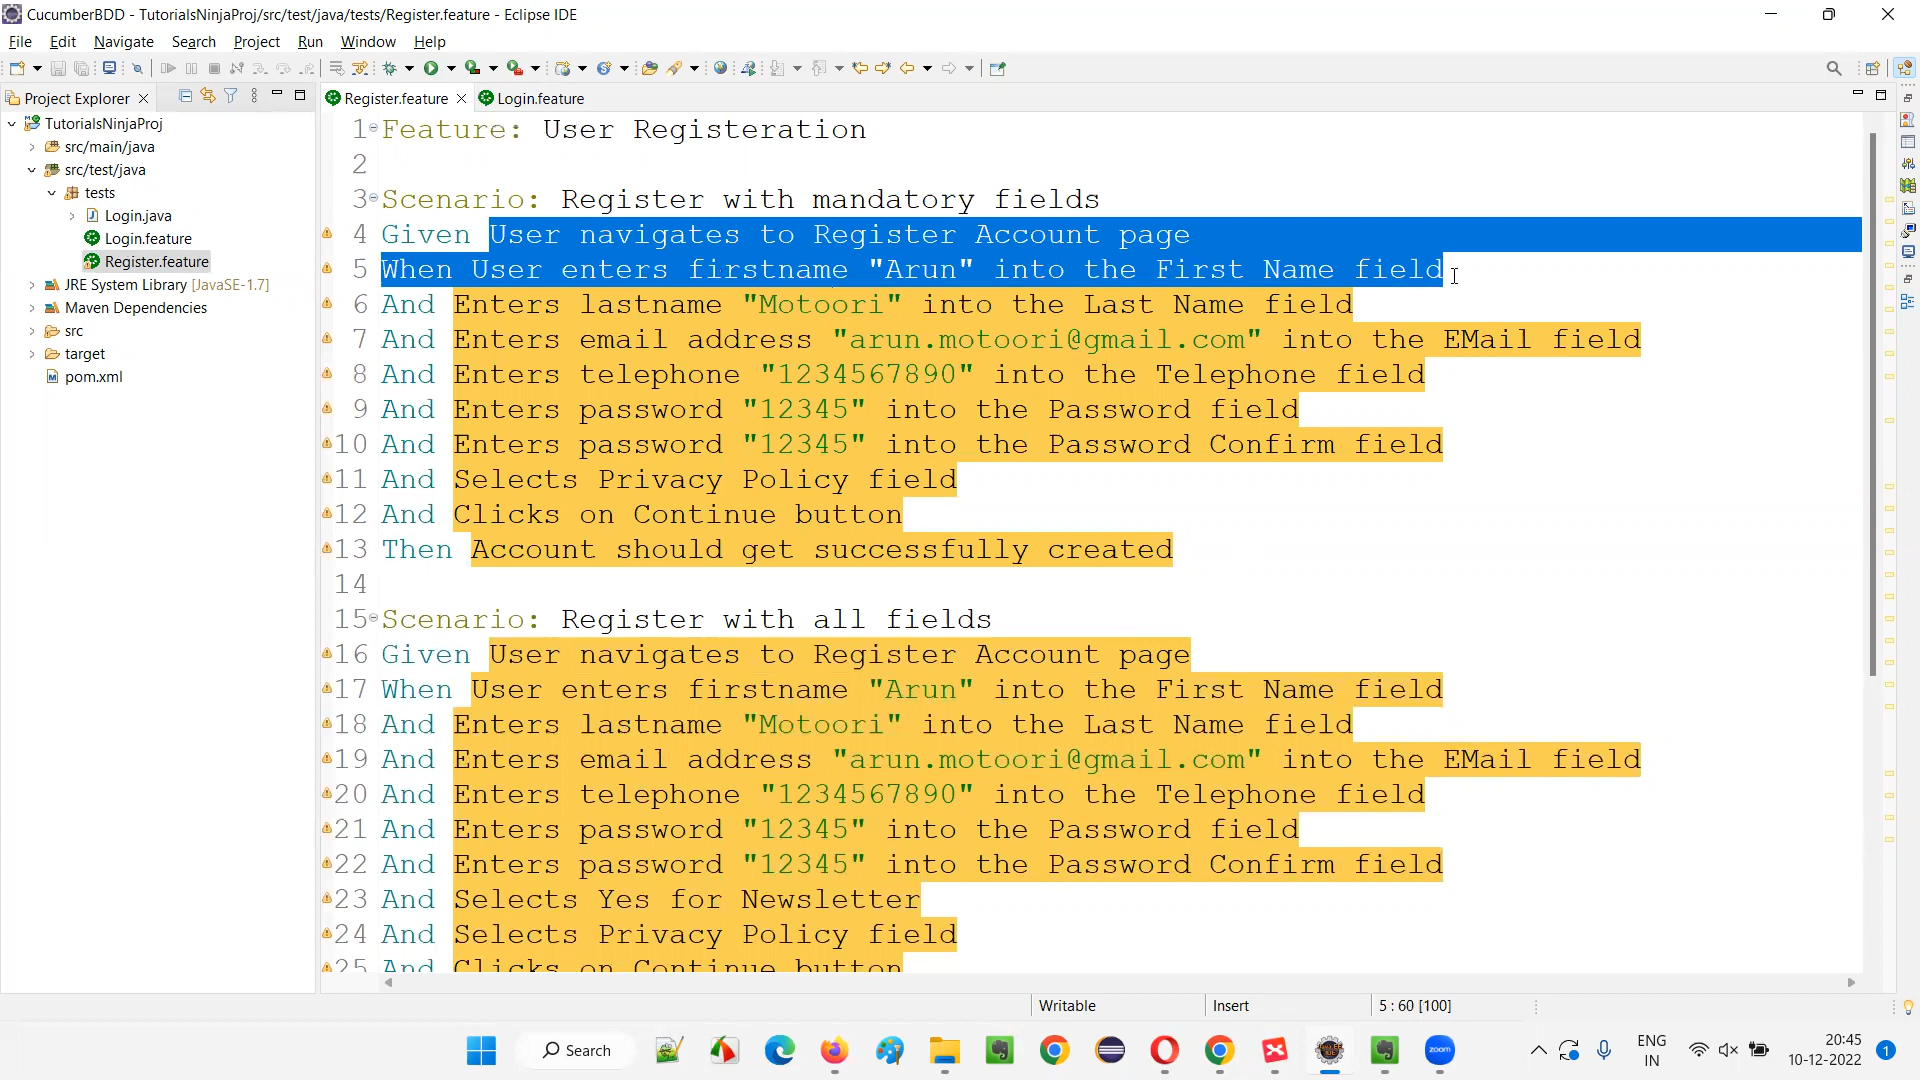 CucumberBDD - TutorialsNinjaProj/src/test/java/tests/Register.feature - Eclipse IDE
File Edit Navigate Search Project Run Window Help
Project Explorer
Register.feature
Login.feature
TutorialsNinjaProj
src/main/java
src/test/java
tests
Login.java
Login.feature
Register.feature
JRE System Library [JavaSE-1.7]
Maven Dependencies
src
target
pom.xml
1 Feature: User Registeration
2
3 Scenario: Register with mandatory fields
4 Given User navigates to Register Account page
5 When User enters firstname "Arun" into the First Name field
6 And Enters lastname "Motoori" into the Last Name field
7 And Enters email address "arun.motoori@gmail.com" into the EMail field
8 And Enters telephone "1234567890" into the Telephone field
9 And Enters password "12345" into the Password field
10 And Enters password "12345" into the Password Confirm field
11 And Selects Privacy Policy field
12 And Clicks on Continue button
13 Then Account should get successfully created
14
15 Scenario: Register with all fields
16 Given User navigates to Register Account page
17 When User enters firstname "Arun" into the First Name field
18 And Enters lastname "Motoori" into the Last Name field
19 And Enters email address "arun.motoori@gmail.com" into the EMail field
20 And Enters telephone "1234567890" into the Telephone field
21 And Enters password "12345" into the Password field
22 And Enters password "12345" into the Password Confirm field
23 And Selects Yes for Newsletter
24 And Selects Privacy Policy field
25 And Clicks on Continue button
Writable
Insert
5 : 60 [100]
Search
zoom
ENG
IN
20:45
10-12-2022
1